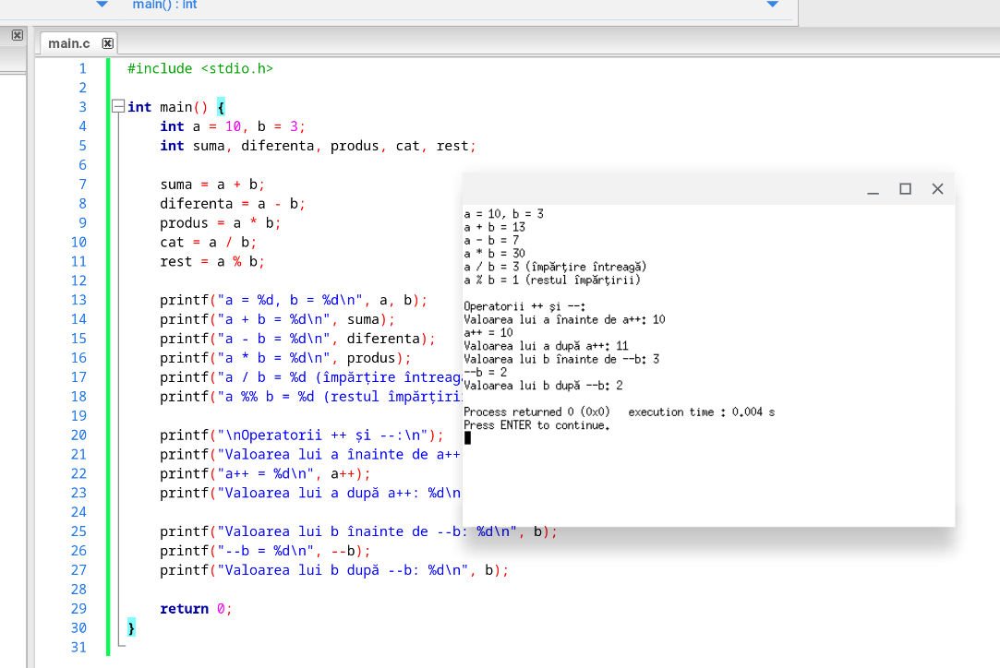 main() : int
main.c
1 #include <stdio.h>
2
3 int main() {
4 int a = 10, b = 3;
5 int suma, diferenta, produs, cat, rest;
6
7 suma = a + b;
8 diferenta = a - b;
9 produs = a * b;
10 cat = a / b;
11 rest = a % b;
12
13 printf("a = %d, b = %d\n", a, b);
14 printf("a + b = %d\n", suma);
15 printf("a - b = %d\n", diferenta);
16 printf("a * b = %d\n", produs);
17 printf("a / b = %d (împărțire întreag
18 printf("a %% b = %d (restul împărțiri
19
20 printf("\nOperatorii ++ și --:\n");
21 printf("Valoarea lui a înainte de a++
22 printf("a++ = %d\n", a++);
23 printf("Valoarea lui a după a++: %d\n
24
25 printf("Valoarea lui b înainte de --b: %d\n", b);
26 printf("--b = %d\n", --b);
27 printf("Valoarea lui b după --b: %d\n", b);
28
29 return 0;
30 }
31
a = 10, b = 3
a + b = 13
a - b = 7
a * b = 30
a / b = 3 (împărțire întreagă)
a % b = 1 (restul împărțirii)
Operatorii ++ și --:
Valoarea lui a înainte de a++: 10
a++ = 10
Valoarea lui a după a++: 11
Valoarea lui b înainte de --b: 3
--b = 2
Valoarea lui b după --b: 2
Process returned 0 (0x0) execution time : 0.004 s
Press ENTER to continue.